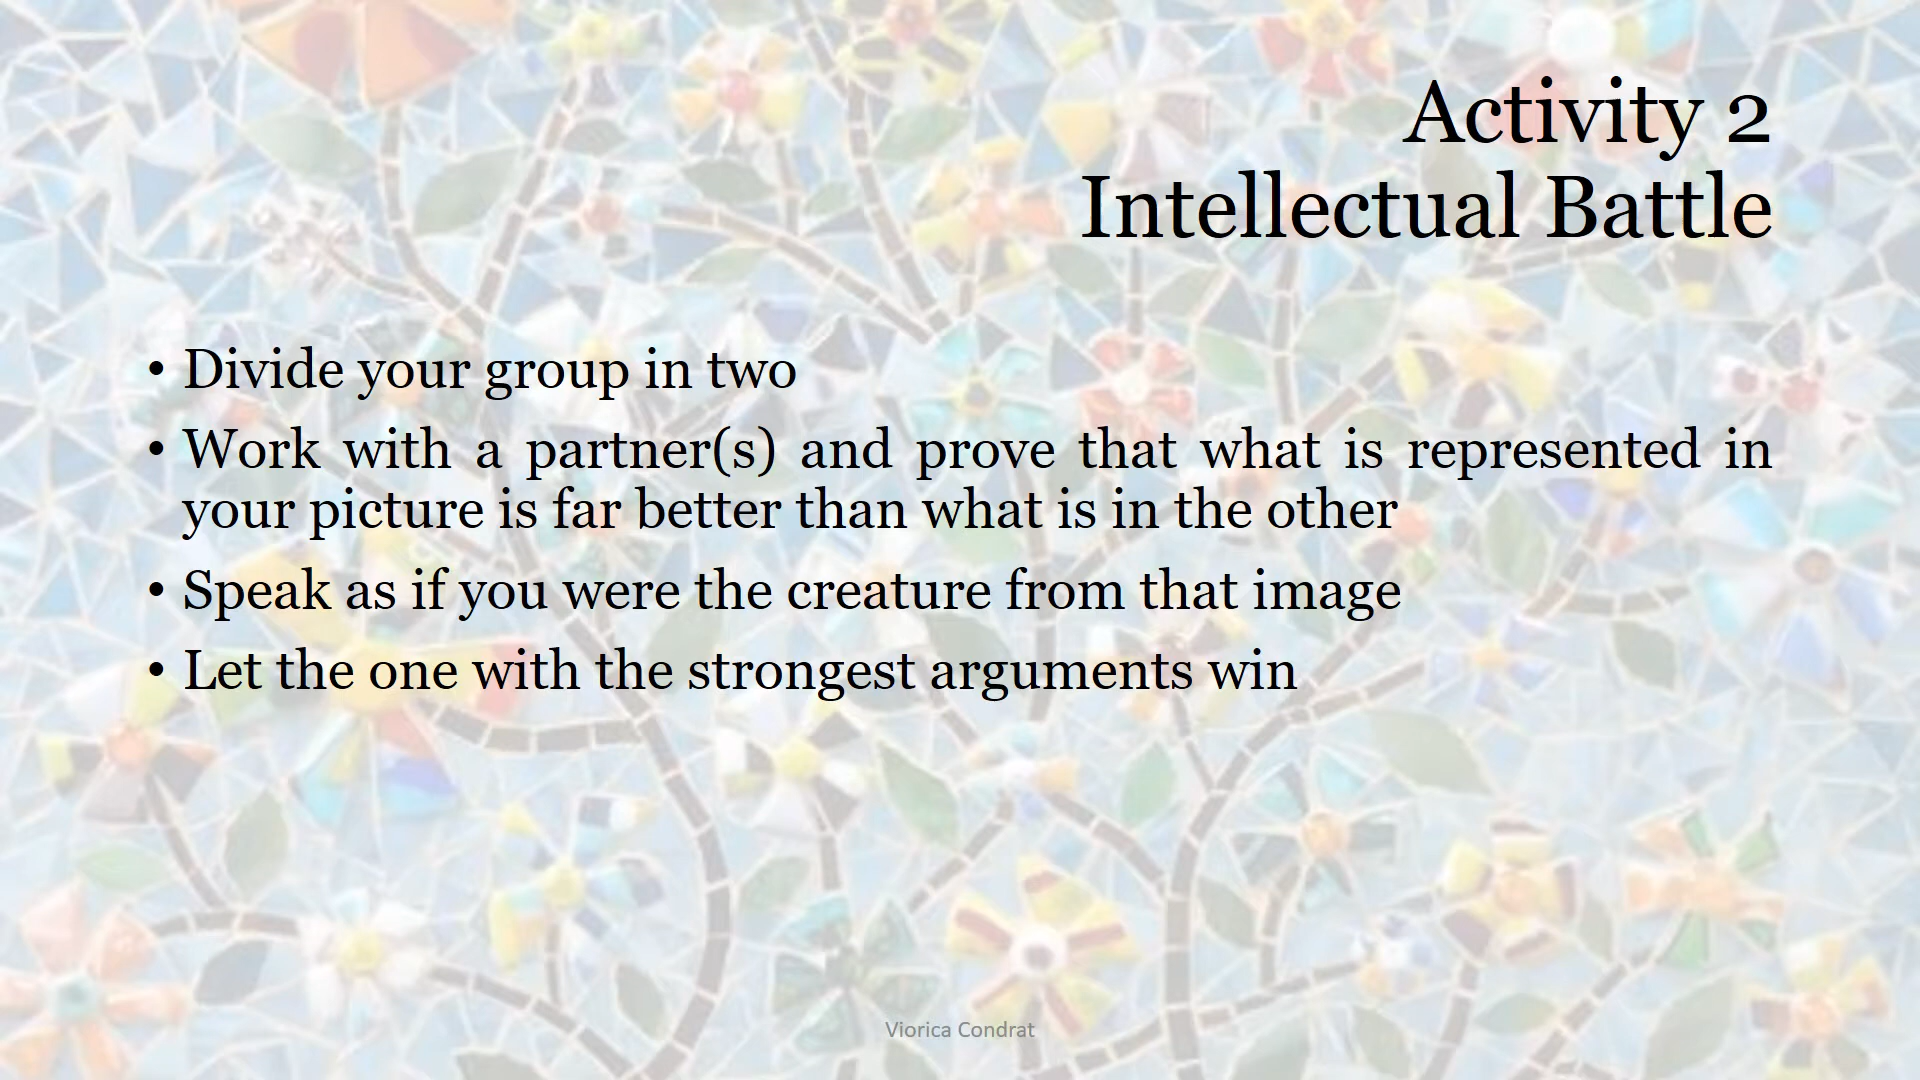 Activity 2
Intellectual Battle
• Divide your group in two
• Work with a partner(s) and prove that what is represented in
your picture is far better than what is in the other
• Speak as if you were the creature from that image
• Let the one with the strongest arguments win
Viorica Condrat